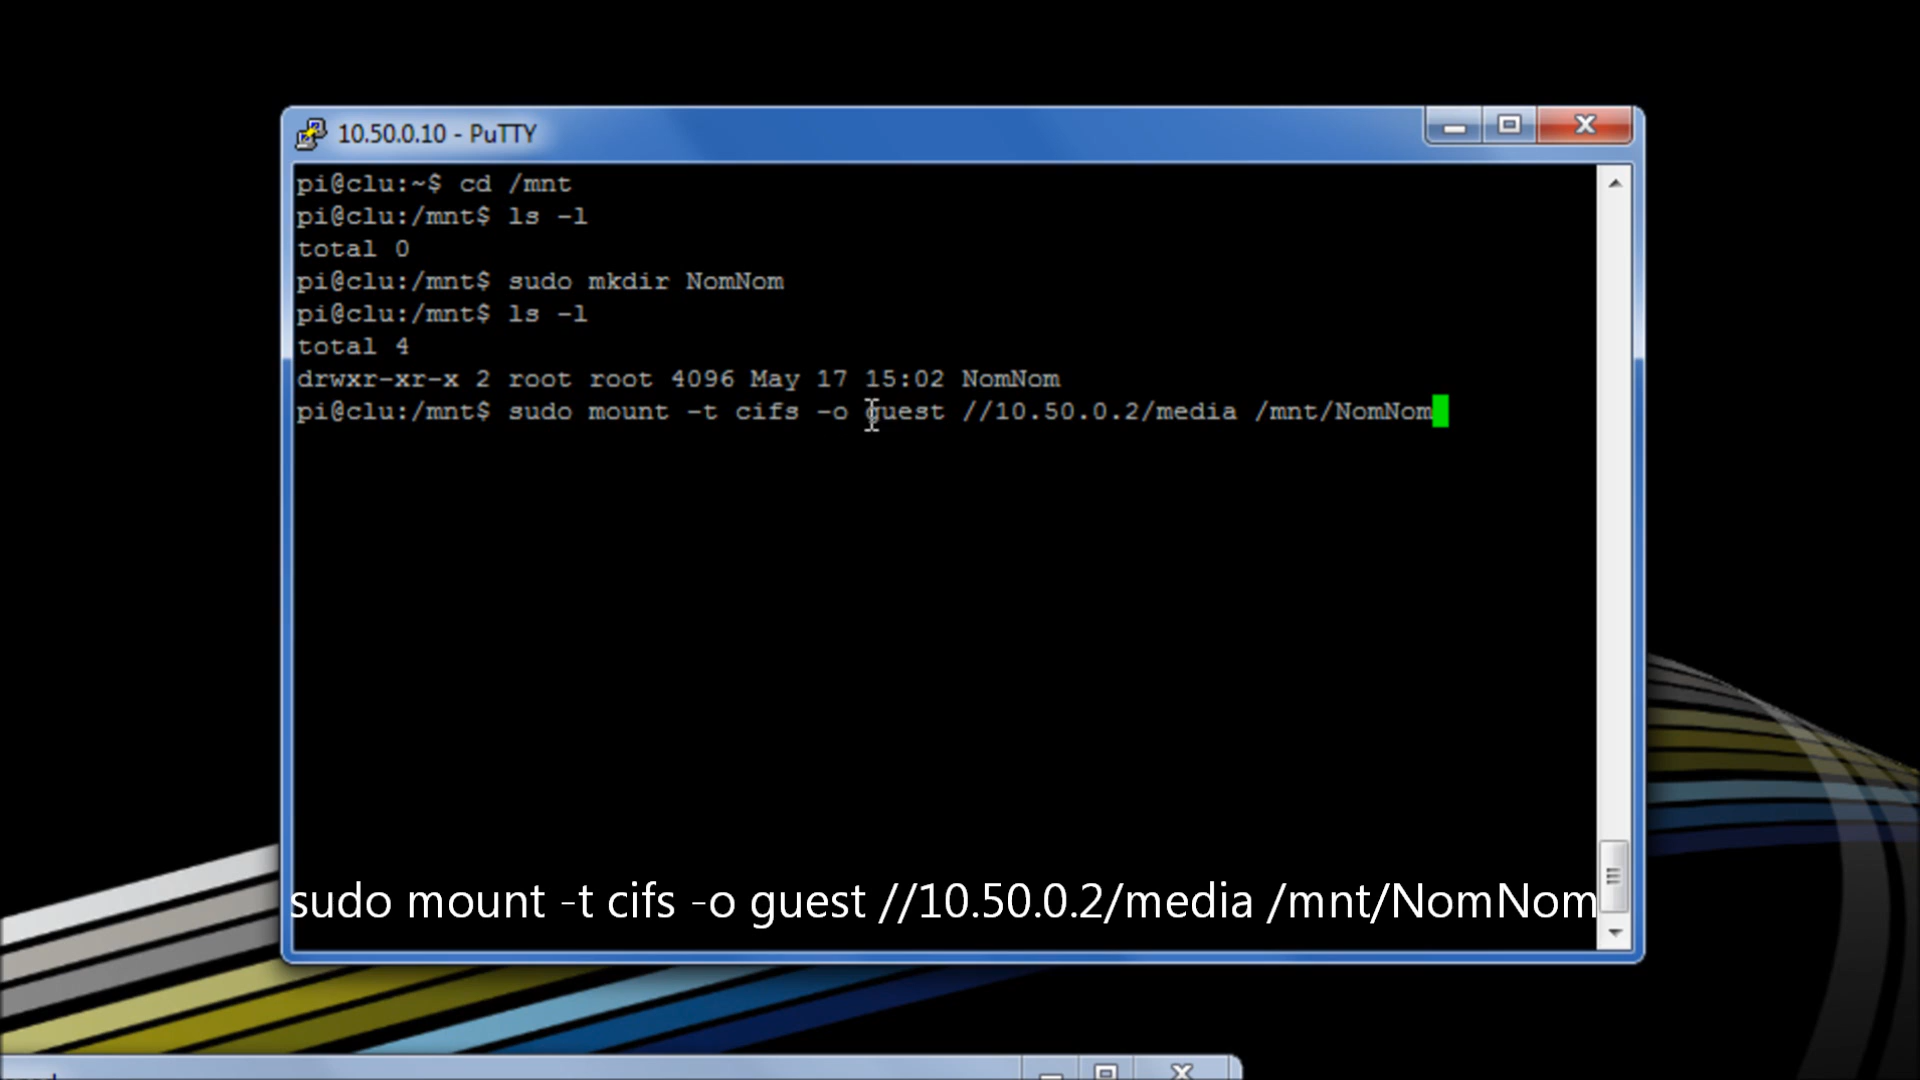 10.50.0.10 - PuTTY
pi@clu:~$ cd /mnt
pi@clu:/mnt$ ls -l
total 0
pi@clu:/mnt$ sudo mkdir NomNom
pi@clu:/mnt$ ls -l
total 4
drwxr-xr-x 2 root root 4096 May 17 15:02 NomNom
pi@clu:/mnt$ sudo mount -t cifs -o guest //10.50.0.2/media /mnt/NomNom
sudo mount -t cifs -o guest //10.50.0.2/media /mnt/NomNom